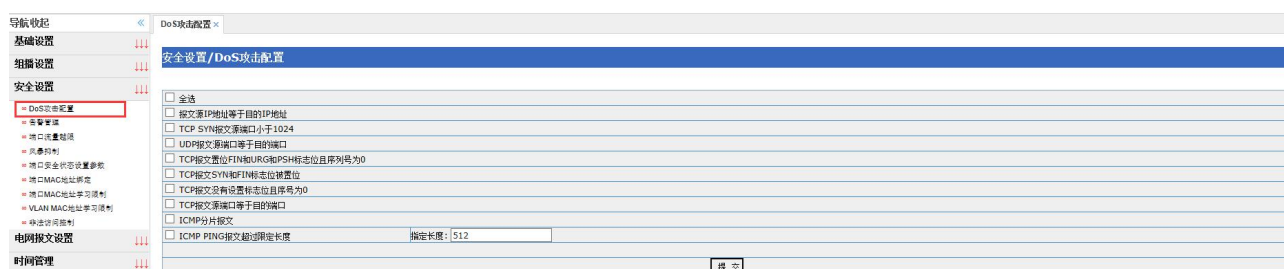 导航收起
基础设置
组播设置
安全设置
DoS攻击配置
告警管理
端口流量越限
风暴抑制
端口安全状态设置参数
端口MAC地址绑定
端口MAC地址学习限制
VLAN MAC地址学习限制
非法访问控制
电网报文设置
时间管理
DoS攻击配置
安全设置/DoS攻击配置
全选
报文源IP地址等于目的IP地址
TCP SYN报文源端口小于1024
UDP报文源端口等于目的端口
TCP报文置位FIN和URG和PSH标志位且序列号为0
TCP报文SYN和FIN标志位被置位
TCP报文没有设置标志位且序号为0
TCP报文源端口等于目的端口
ICMP分片报文
ICMP PING报文超过限定长度 指定长度: 512
提 交